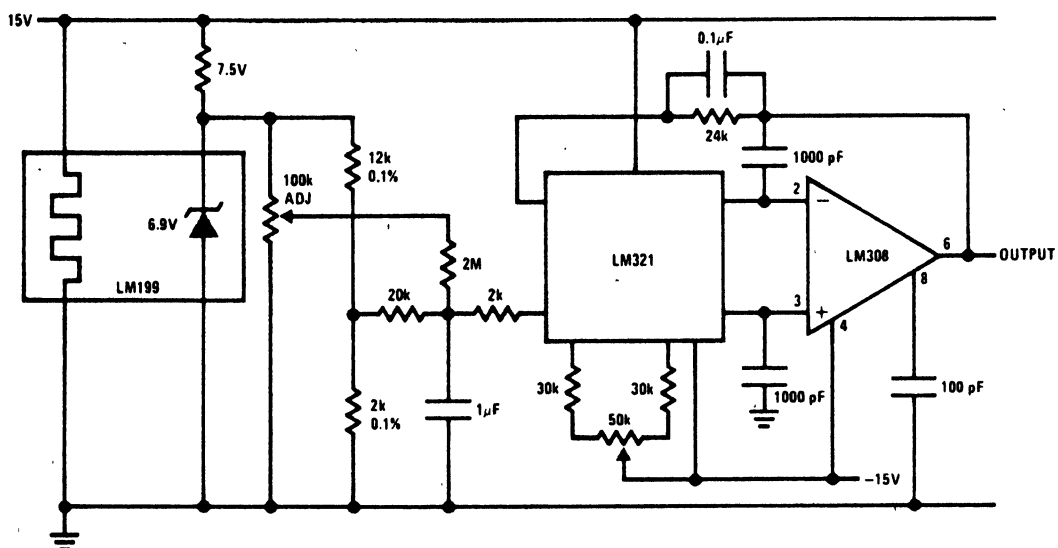 15V
7.5V
0.1µF
24k
1000 pF
12k
0.1%
100k
ADJ
6.9V
LM199
2M
20k
2k
LM321
2
3
LM308
6
OUTPUT
8
4
30k
30k
50k
1000 pF
100 pF
2k
0.1%
1µF
−15V